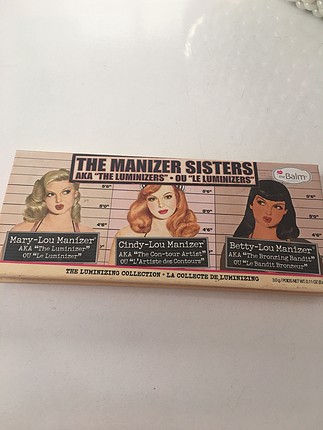 THE MANIZER SISTERS
AKA "THE LUMINIZERS" • OU "LE LUMINIZERS"
theBalm
Mary-Lou Manizer
AKA "The Luminizer"
OU "Le Luminizer"
Cindy-Lou Manizer
AKA "The Con-tour Artist"
OU "L'Artiste des Contours"
Betty-Lou Manizer
AKA "The Bronzing Bandit"
OU "Le Bandit Bronzeur"
THE LUMINIZING COLLECTION • LA COLLECTE DE LUMINIZING